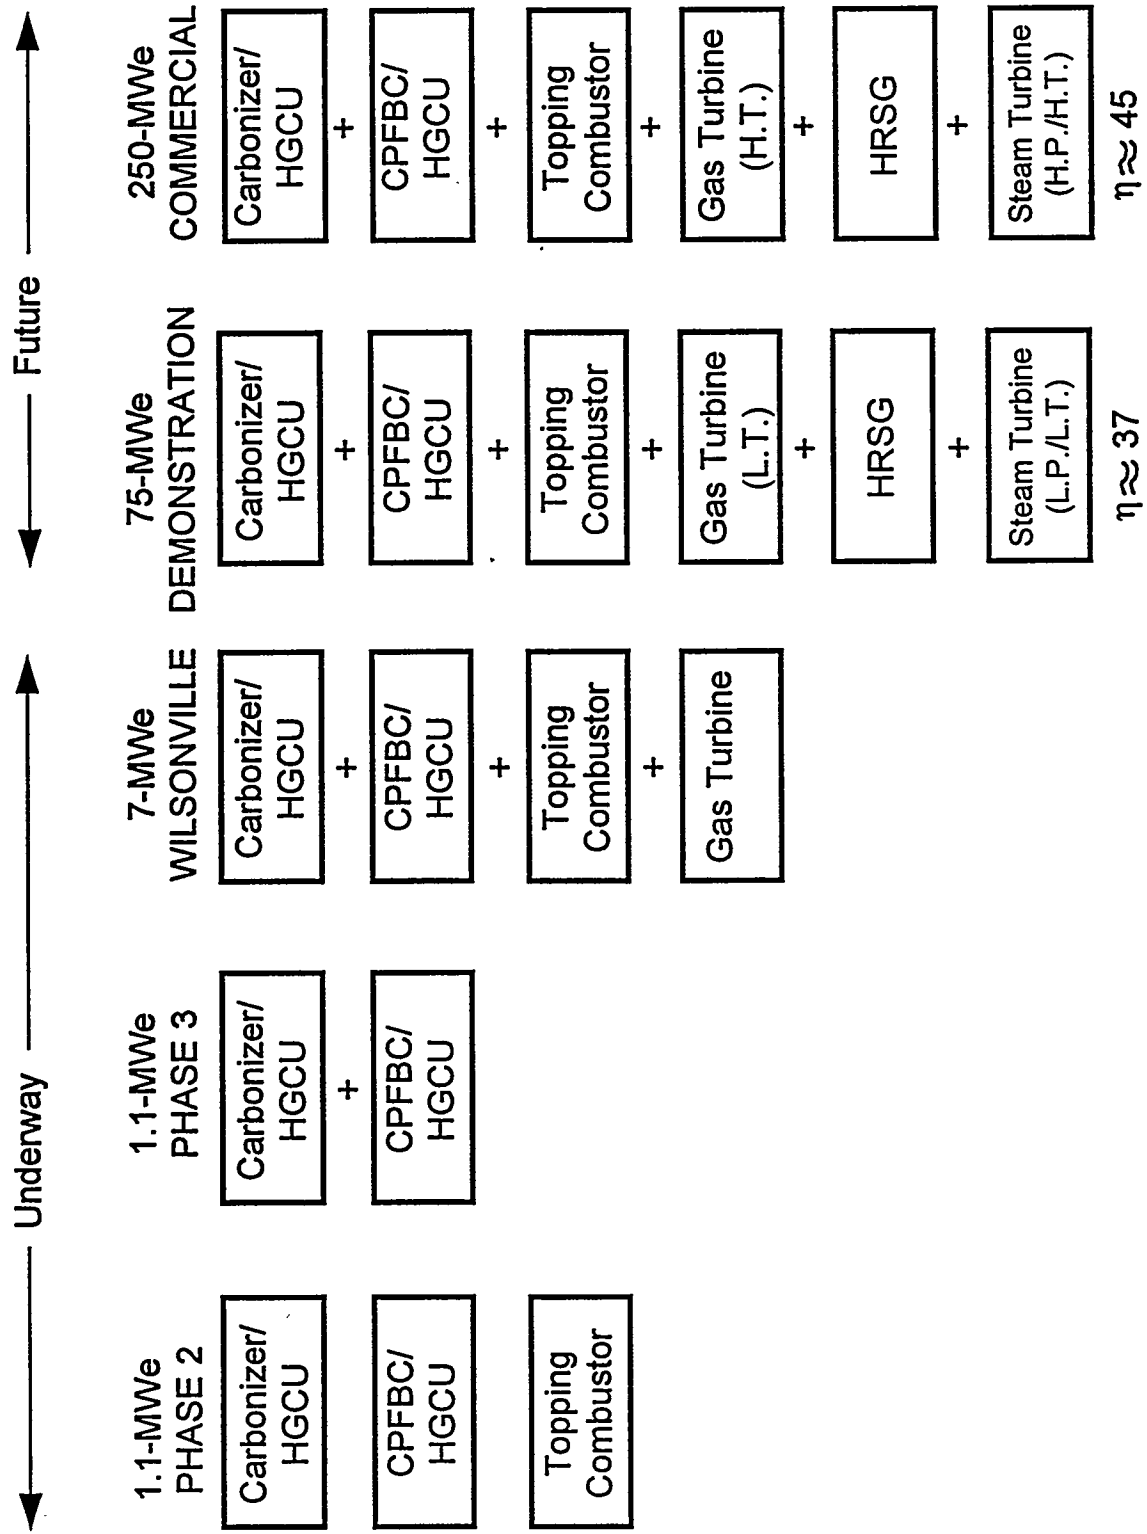 Underway
Future
1.1-MWe
PHASE 2
Carbonizer/
HGCU
CPFBC/
HGCU
Topping
Combustor
1.1-MWe
PHASE 3
Carbonizer/
HGCU
+
CPFBC/
HGCU
7-MWe
WILSONVILLE
Carbonizer/
HGCU
+
CPFBC/
HGCU
+
Topping
Combustor
+
Gas Turbine
75-MWe
DEMONSTRATION
Carbonizer/
HGCU
+
CPFBC/
HGCU
+
Topping
Combustor
+
Gas Turbine
(L.T.)
+
HRSG
+
Steam Turbine
(L.P./L.T.)
η ≈ 37
250-MWe
COMMERCIAL
Carbonizer/
HGCU
+
CPFBC/
HGCU
+
Topping
Combustor
+
Gas Turbine
(H.T.)
+
HRSG
+
Steam Turbine
(H.P./H.T.)
η ≈ 45